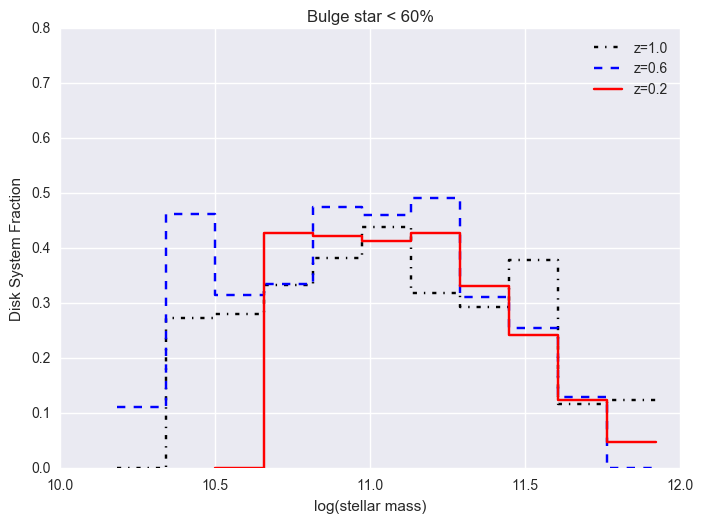 Bulge star < 60%
0.8
0.7
0.6
0.5
0.4
0.3
0.2
0.1
0.0
Disk System Fraction
z=1.0
z=0.6
z=0.2
10.0 10.5 11.0 11.5 12.0
log(stellar mass)